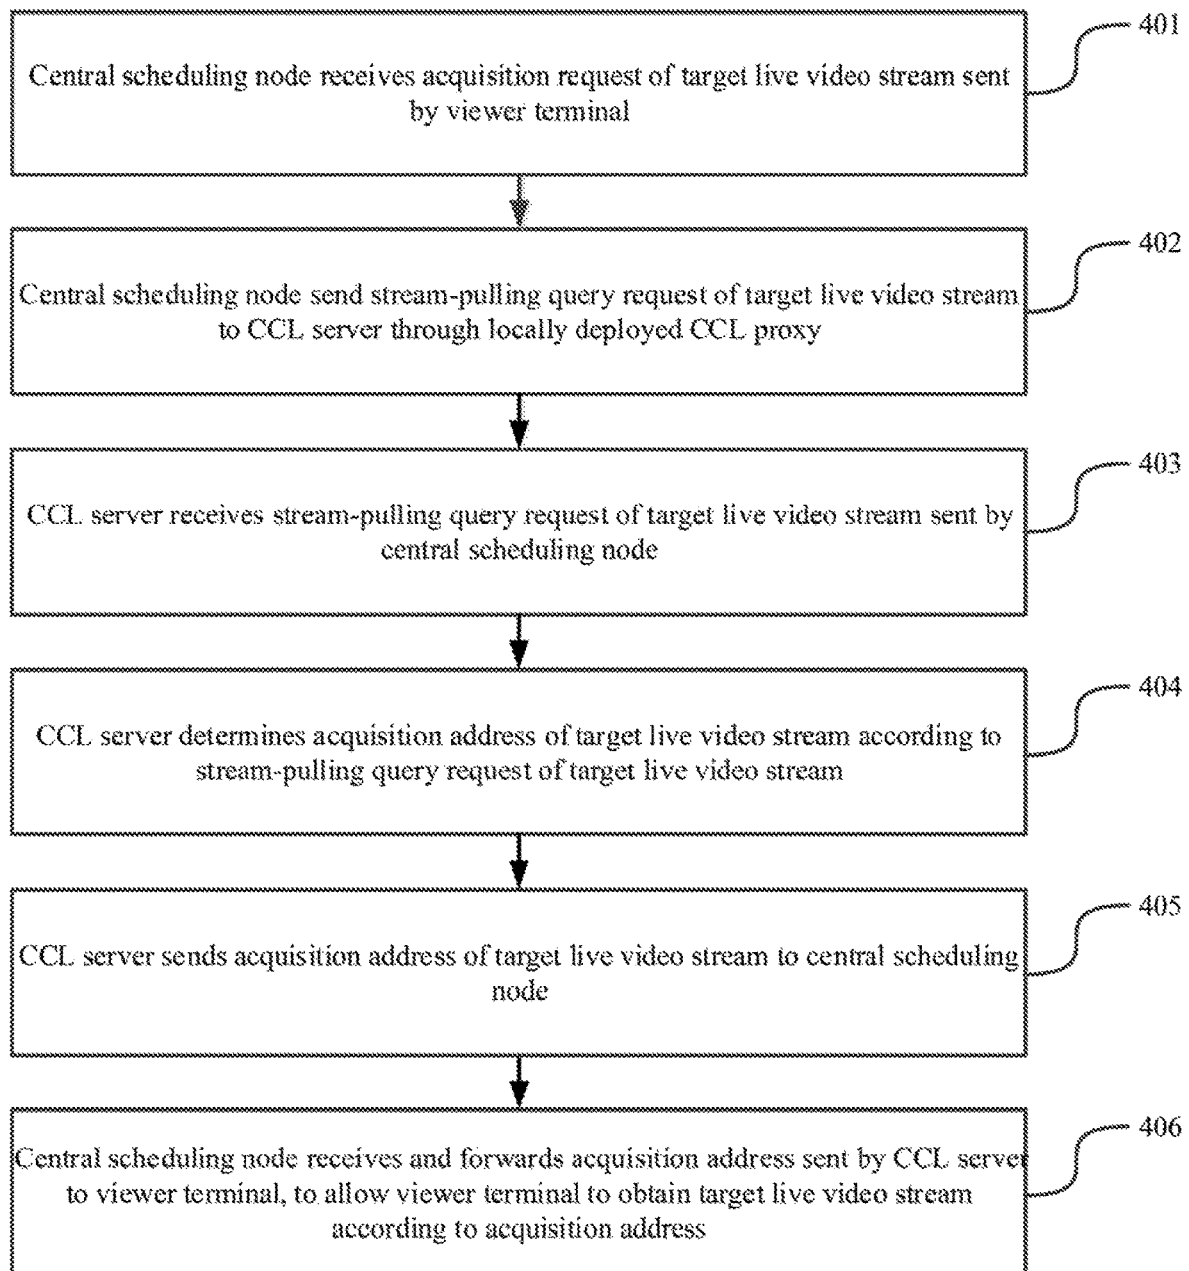 401
Central scheduling node receives acquisition request of target live video stream sent
by viewer terminal
402
Central scheduling node send stream-pulling query request of target live video stream
to CCL server through locally deployed CCL proxy
403
CCL server receives stream-pulling query request of target live video stream sent by
central scheduling node
404
CCL server determines acquisition address of target live video stream according to
stream-pulling query request of target live video stream
405
CCL server sends acquisition address of target live video stream to central scheduling
node
406
Central scheduling node receives and forwards acquisition address sent by CCL server
to viewer terminal, to allow viewer terminal to obtain target live video stream
according to acquisition address